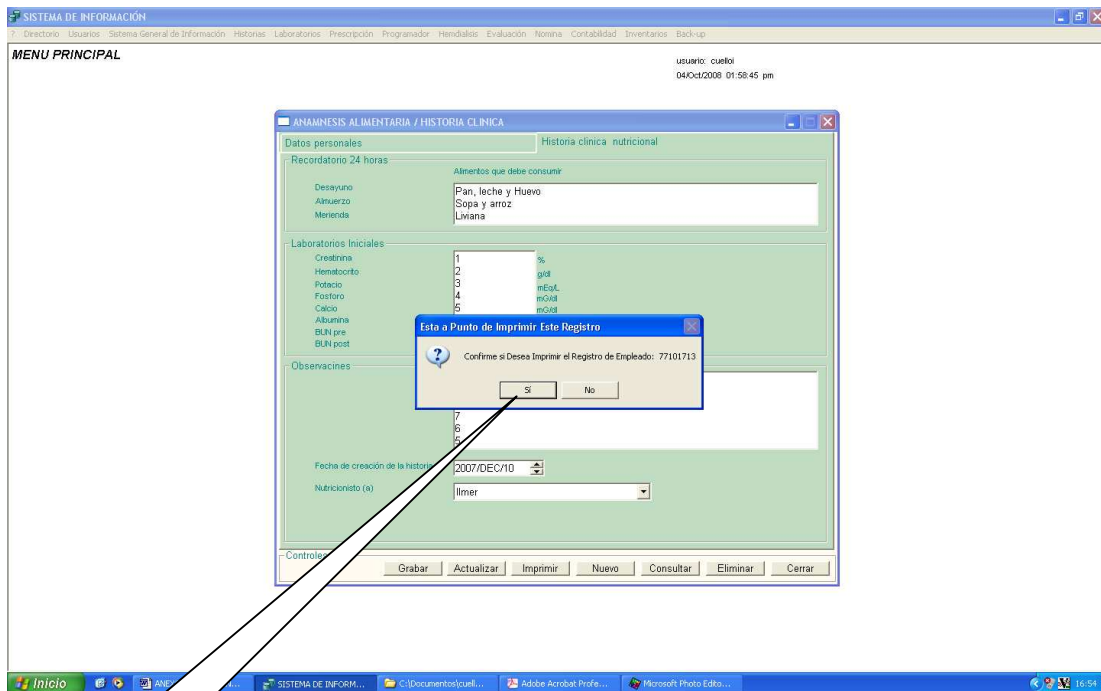 SISTEMA DE INFORMACIÓN
? Directorio Usuarios Sistema General de Información Historias Laboratorios Prescripción Programador Hemdialisis Evaluación Nomina Contabilidad Inventarios Back-up
MENU PRINCIPAL
usuario: cuelloi
04/Oct/2008 01:58:45 pm
ANAMNESIS ALIMENTARIA / HISTORIA CLINICA
Datos personales
Historia clinica nutricional
Recordatorio 24 horas
Alimentos que debe consumir
Desayuno Pan, leche y Huevo
Almuerzo Sopa y arroz
Merienda Liviana
Laboratorios Iniciales
Creatinina 1 %
Hematocrito 2 g/dl
Potacio 3 mEq/L
Fosforo 4 mG/dl
Calcio 5 mG/dl
Albumina
BUN pre
BUN post
Esta a Punto de Imprimir Este Registro
Confirme si Desea Imprimir el Registro de Empleado: 77101713
Sí No
Observacines
7
6
5
Fecha de creación de la historia 2007/DEC/10
Nutricionisto (a) Ilmer
Controles
Grabar Actualizar Imprimir Nuevo Consultar Eliminar Cerrar
Inicio
SISTEMA DE INFORM... C:\Documentos\cuell... Adobe Acrobat Profe... Microsoft Photo Edito... 16:54